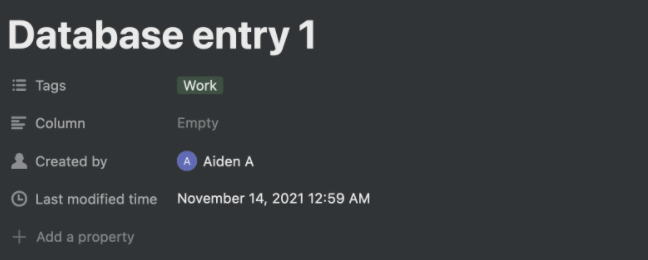 Database entry 1
Tags Work
Column Empty
Created by A Aiden A
Last modified time November 14, 2021 12:59 AM
Add a property